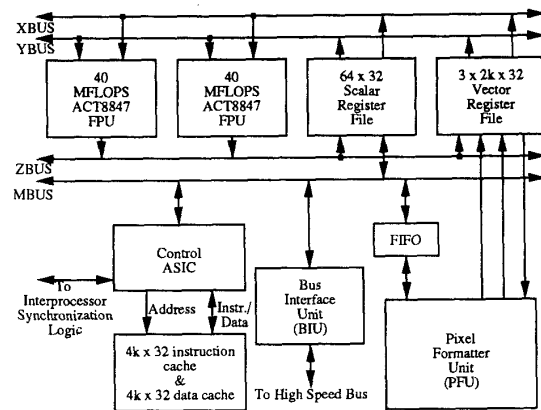 XBUS
YBUS
40
MFLOPS
ACT8847
FPU
40
MFLOPS
ACT8847
FPU
64 x 32
Scalar
Register
File
3 x 2k x 32
Vector
Register
File
ZBUS
MBUS
Control
ASIC
FIFO
To
Interprocessor
Synchronization
Logic
Address
Instr./
Data
Bus
Interface
Unit
(BIU)
Pixel
Formatter
Unit
(PFU)
4k x 32 instruction
cache
&
4k x 32 data cache
To High Speed Bus